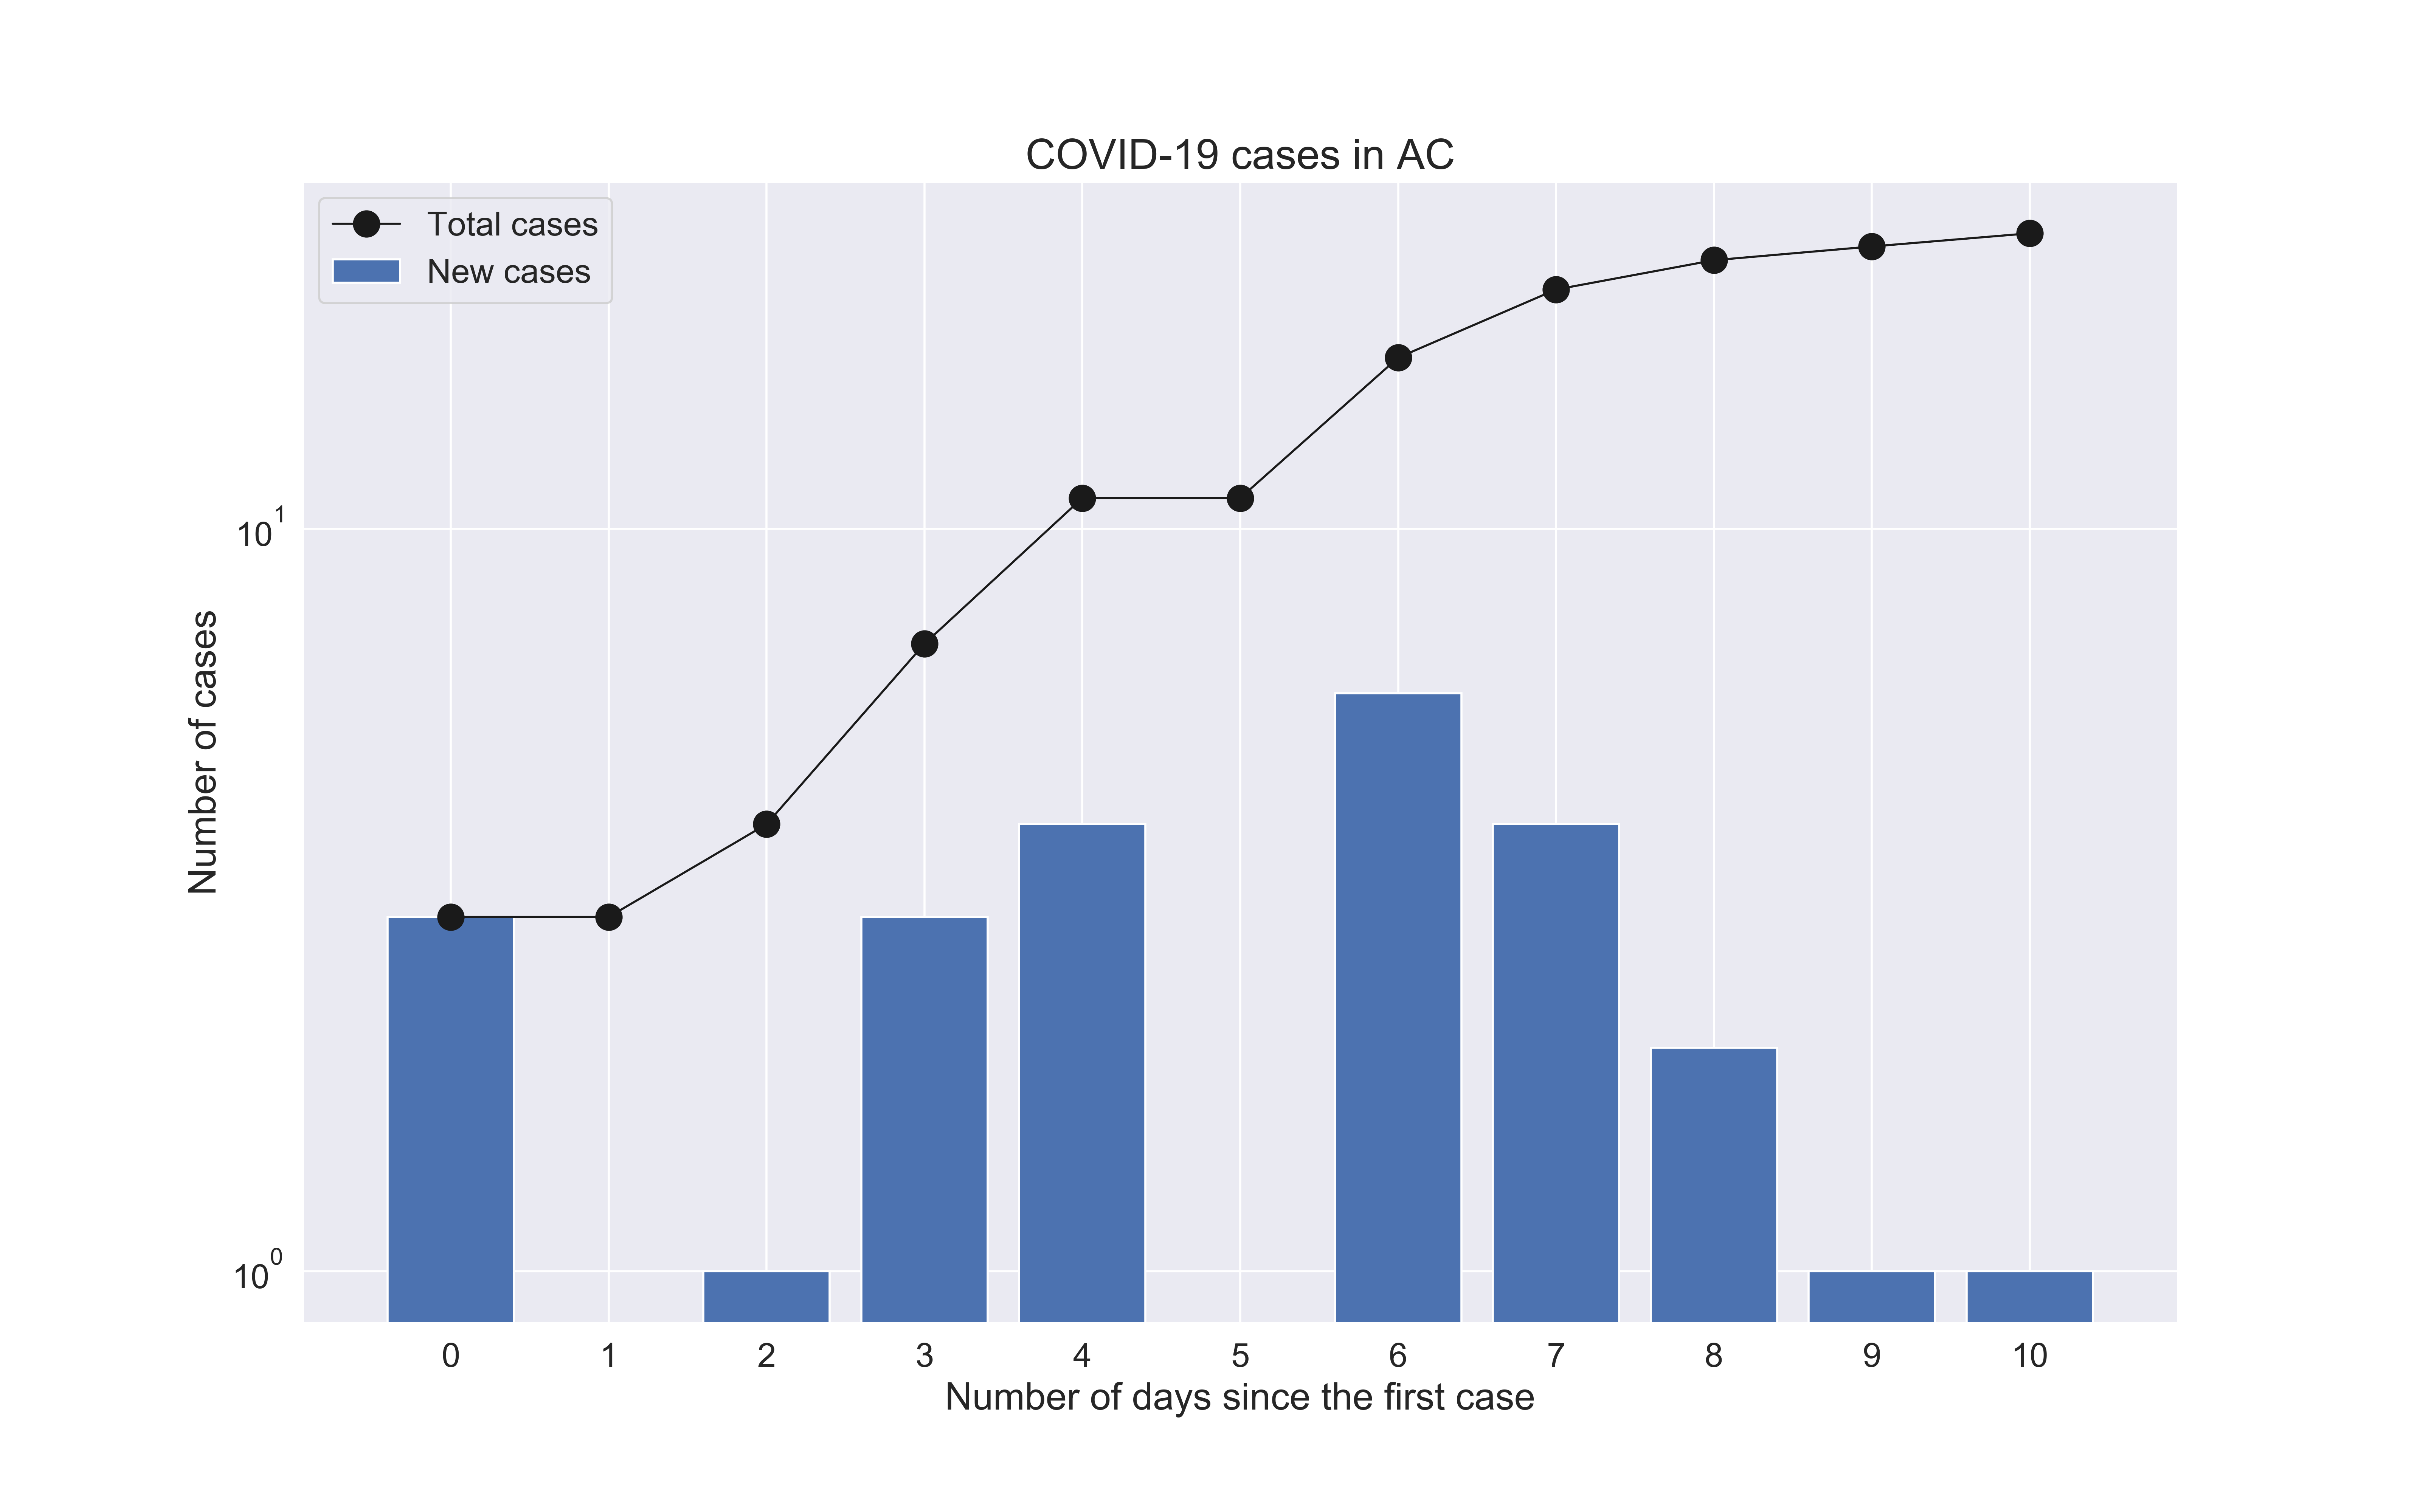 COVID-19 cases in AC
Total cases
New cases
Number of cases
10^1
10^0
0 1 2 3 4 5 6 7 8 9 10
Number of days since the first case